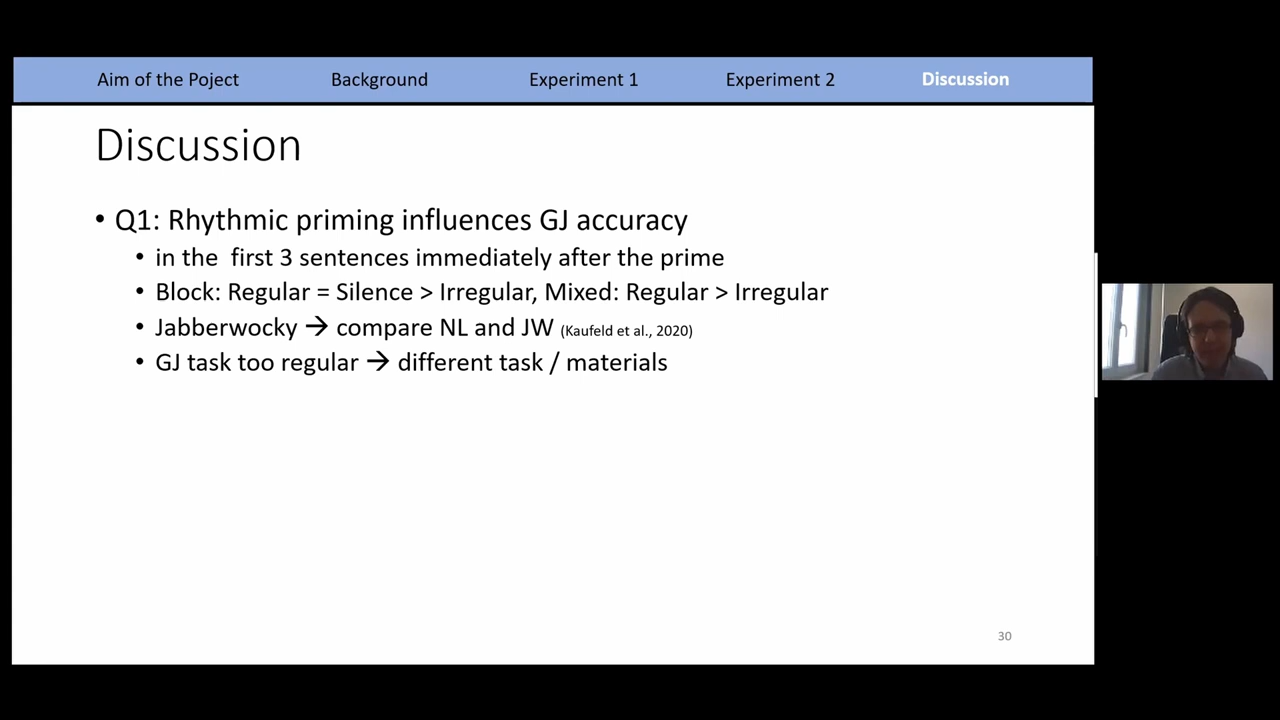 Aim of the Poject Background Experiment 1 Experiment 2 Discussion
Discussion
• Q1: Rhythmic priming influences GJ accuracy
• in the  first 3 sentences immediately after the prime
• Block: Regular = Silence > Irregular, Mixed: Regular > Irregular
• Jabberwocky → compare NL and JW (Kaufeld et al., 2020)
• GJ task too regular → different task / materials
30